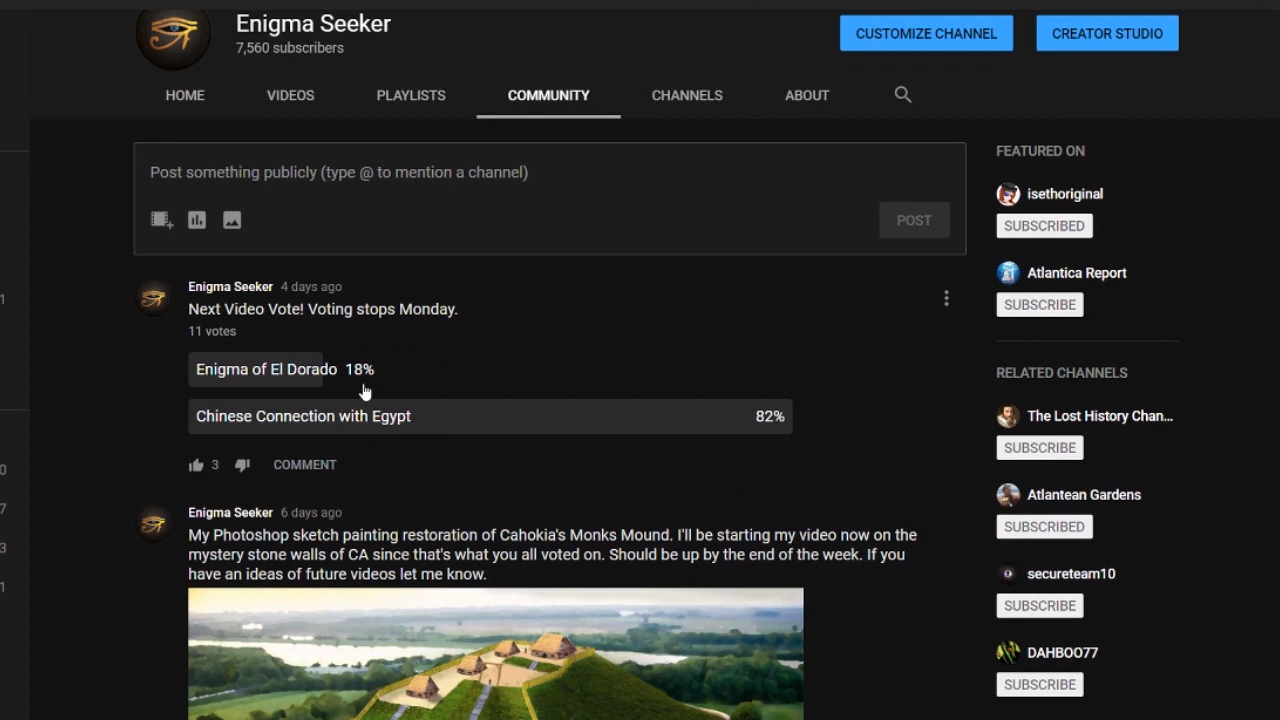 Enigma Seeker
7,560 subscribers
CUSTOMIZE CHANNEL
CREATOR STUDIO
HOME
VIDEOS
PLAYLISTS
COMMUNITY
CHANNELS
ABOUT
Post something publicly (type @ to mention a channel)
POST
Enigma Seeker 4 days ago
Next Video Vote! Voting stops Monday.
11 votes
Enigma of El Dorado 18%
Chinese Connection with Egypt 82%
3 COMMENT
Enigma Seeker 6 days ago
My Photoshop sketch painting restoration of Cahokia's Monks Mound. I'll be starting my video now on the
mystery stone walls of CA since that's what you all voted on. Should be up by the end of the week. If you
have an ideas of future videos let me know.
FEATURED ON
isethoriginal
SUBSCRIBED
Atlantica Report
SUBSCRIBE
RELATED CHANNELS
The Lost History Chan...
SUBSCRIBE
Atlantean Gardens
SUBSCRIBED
secureteam10
SUBSCRIBE
DAHBOO77
SUBSCRIBE
1
0
7
3
1